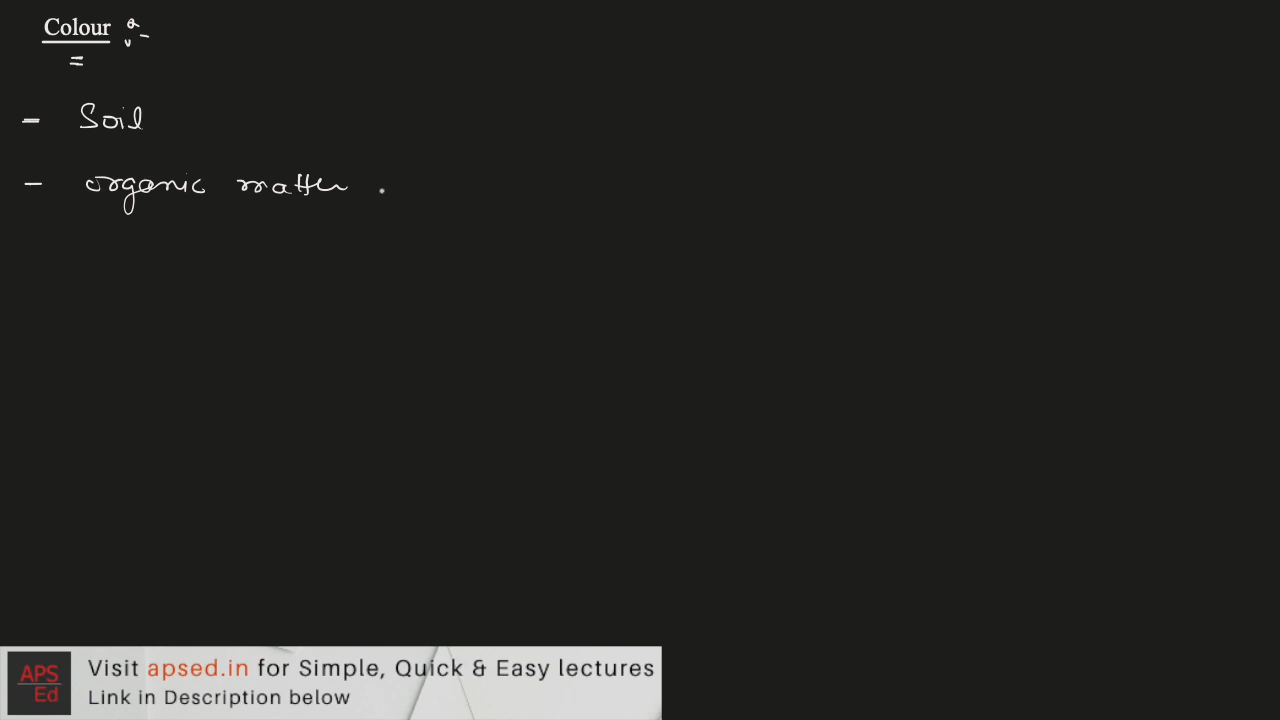 Colour :-
=
- Soil
- organic matter .
APS
Ed
Visit apsed.in for Simple, Quick & Easy lectures
Link in Description below